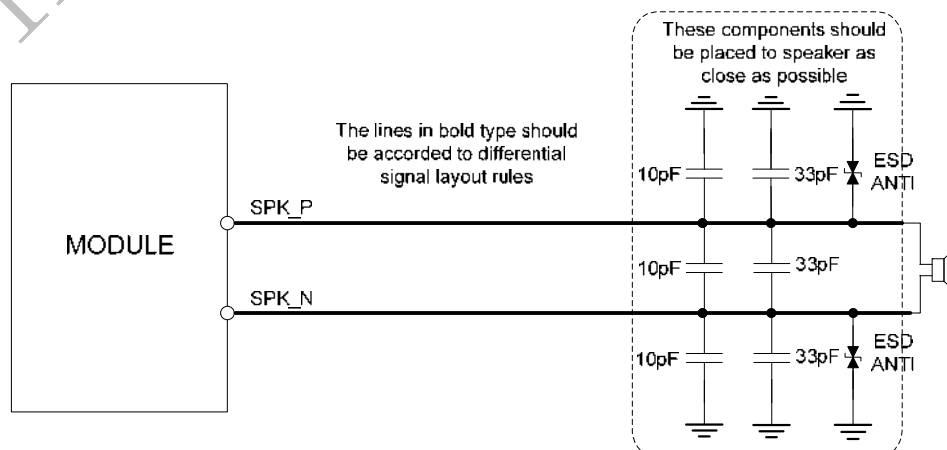 These components should
be placed to speaker as
close as possible
The lines in bold type should
be accorded to differential
signal layout rules
10pF
33pF
ESD
ANTI
SPK_P
MODULE
10pF
33pF
SPK_N
10pF
33pF
ESD
ANTI